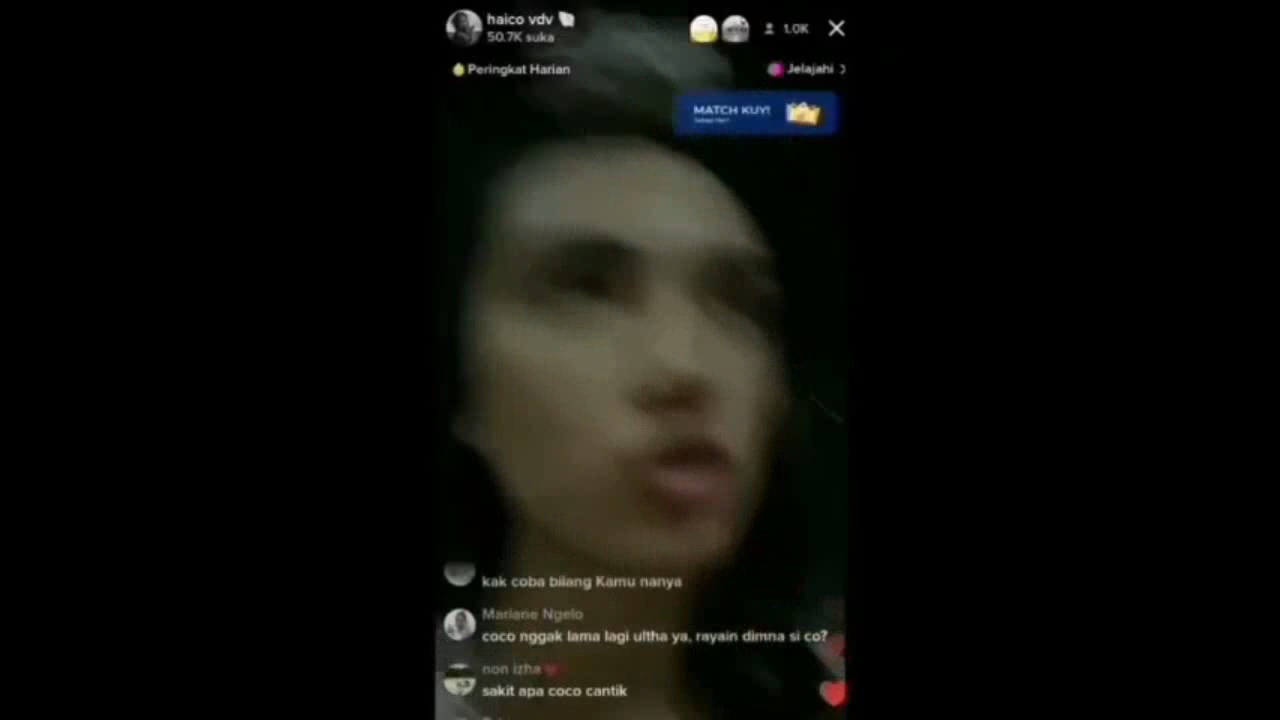 haico vdv
50.7K suka
1.0K
Peringkat Harian
Jelajahi
MATCH KUY!
kak coba bilang Kamu nanya
Mariane Ngelo
coco nggak lama lagi ultha ya, rayain dimna si co?
non izha
sakit apa coco cantik